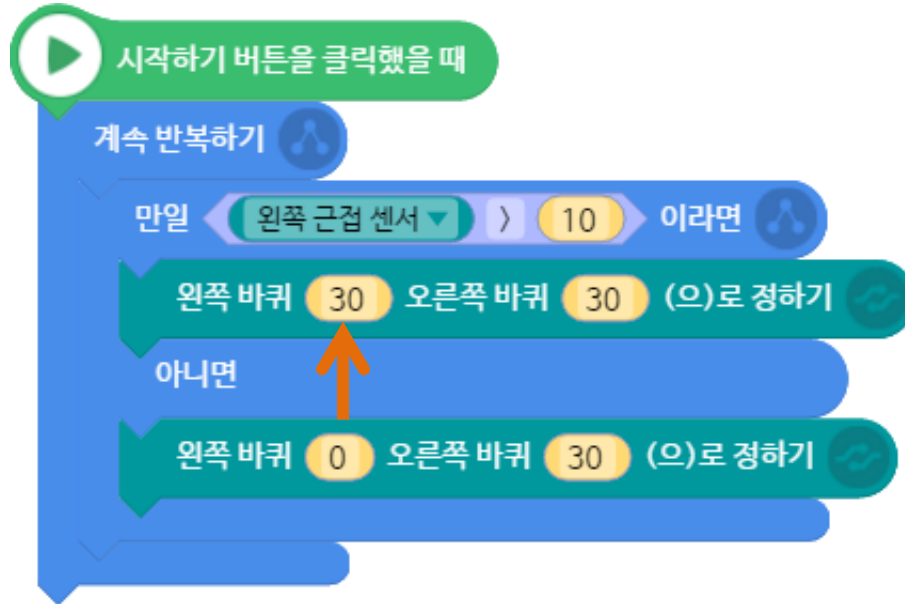 시작하기 버튼을 클릭했을 때
계속 반복하기
만일 왼쪽 근접 센서 > 10 이라면
왼쪽 바퀴 30 오른쪽 바퀴 30 (으)로 정하기
아니면
왼쪽 바퀴 0 오른쪽 바퀴 30 (으)로 정하기